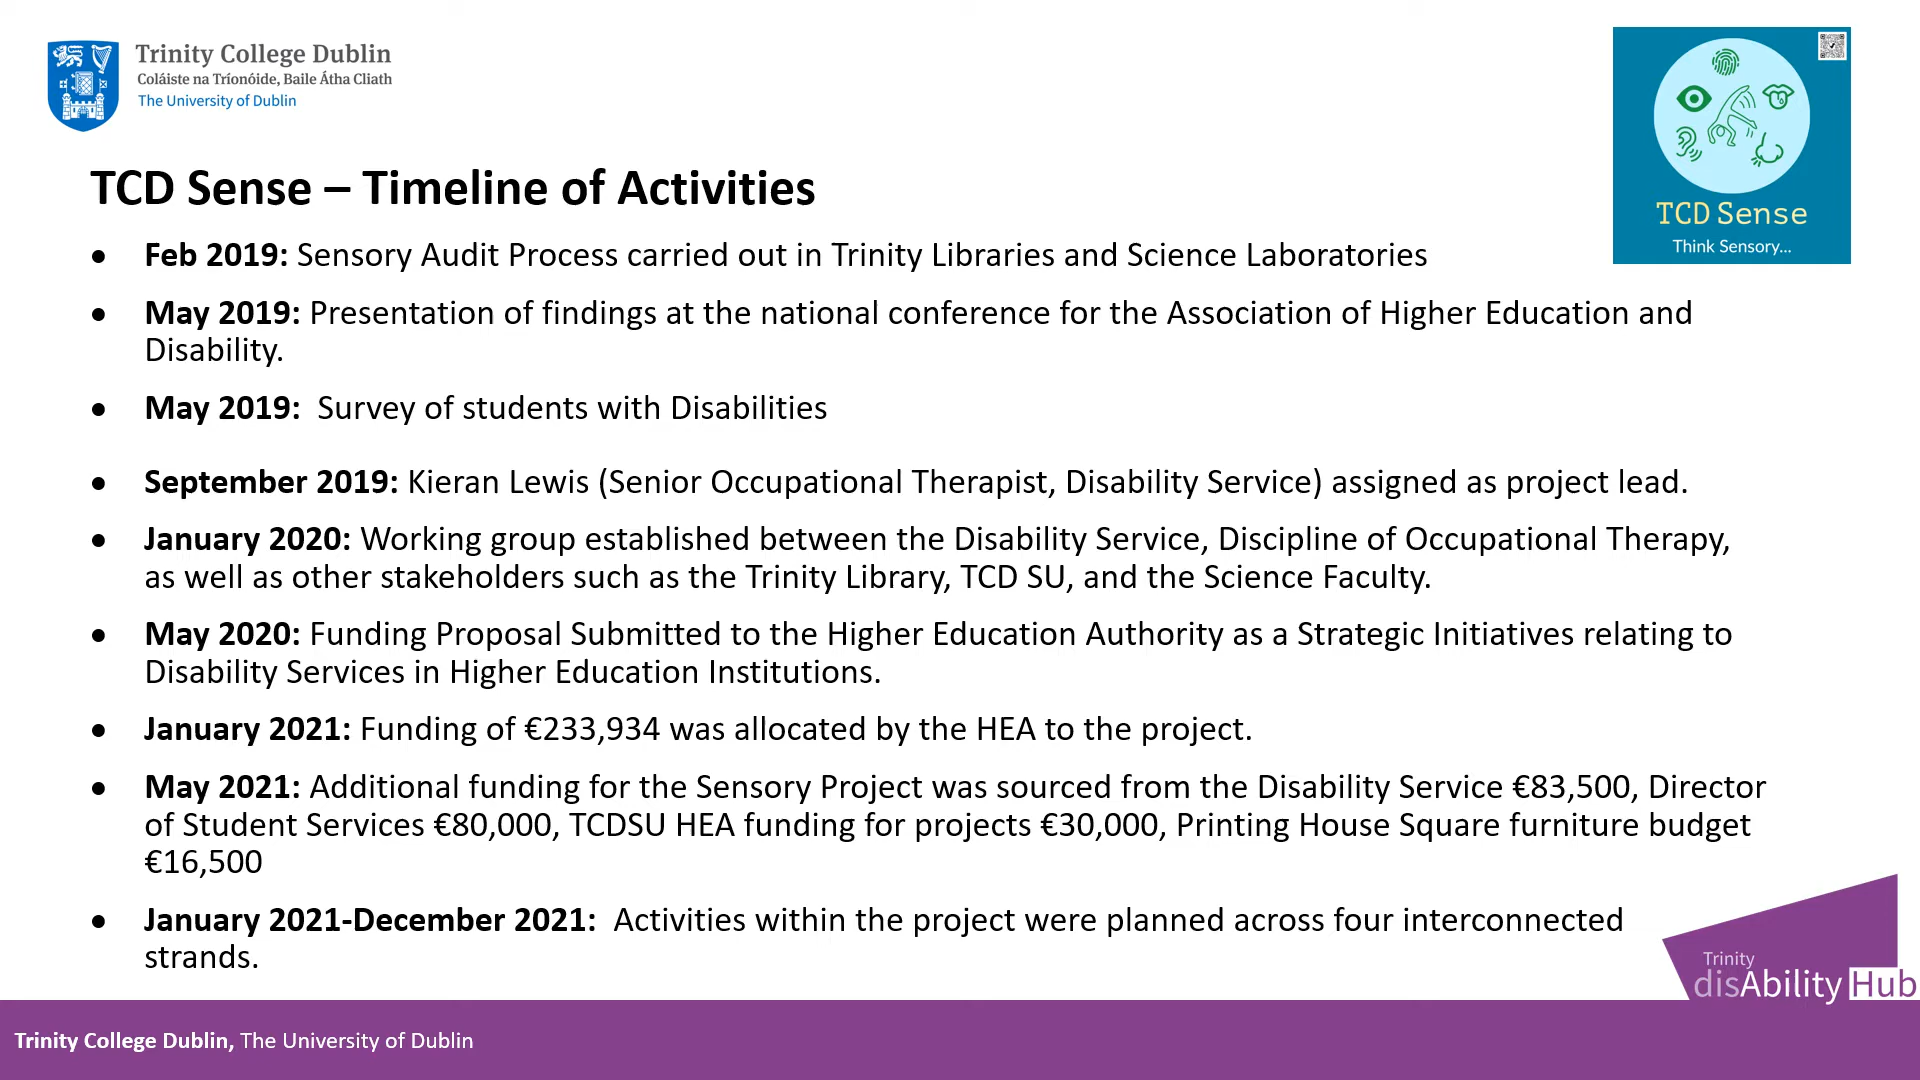 Trinity College Dublin
Coláiste na Tríonóide, Baile Átha Cliath
The University of Dublin
TCD Sense
Think Sensory...
TCD Sense – Timeline of Activities
• Feb 2019: Sensory Audit Process carried out in Trinity Libraries and Science Laboratories
• May 2019: Presentation of findings at the national conference for the Association of Higher Education and
Disability.
• May 2019: Survey of students with Disabilities
• September 2019: Kieran Lewis (Senior Occupational Therapist, Disability Service) assigned as project lead.
• January 2020: Working group established between the Disability Service, Discipline of Occupational Therapy,
as well as other stakeholders such as the Trinity Library, TCD SU, and the Science Faculty.
• May 2020: Funding Proposal Submitted to the Higher Education Authority as a Strategic Initiatives relating to
Disability Services in Higher Education Institutions.
• January 2021: Funding of €233,934 was allocated by the HEA to the project.
• May 2021: Additional funding for the Sensory Project was sourced from the Disability Service €83,500, Director
of Student Services €80,000, TCDSU HEA funding for projects €30,000, Printing House Square furniture budget
€16,500
• January 2021-December 2021: Activities within the project were planned across four interconnected
strands.
Trinity
disAbility Hub
Trinity College Dublin, The University of Dublin